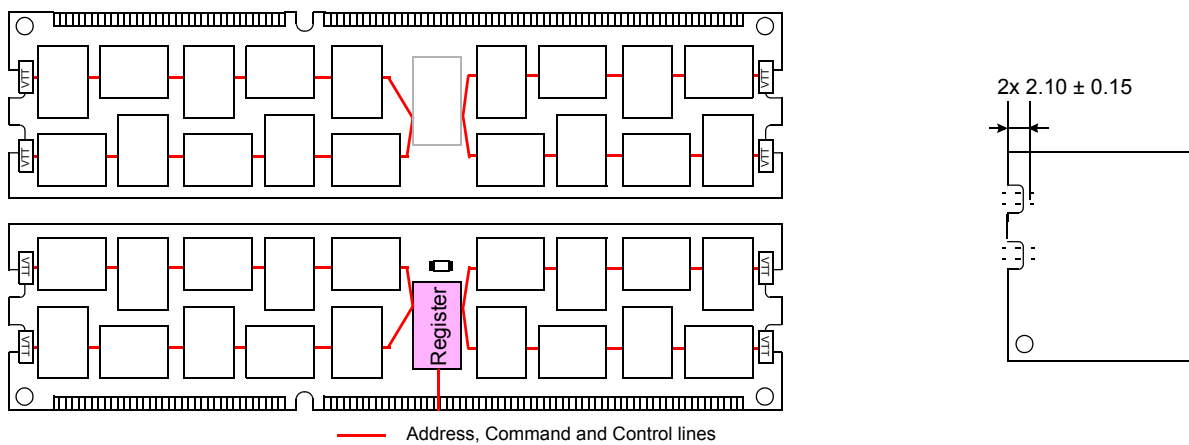 VTT
VTT
VTT
VTT
2x 2.10 ± 0.15
VTT
VTT
Register
VTT
VTT
Address, Command and Control lines